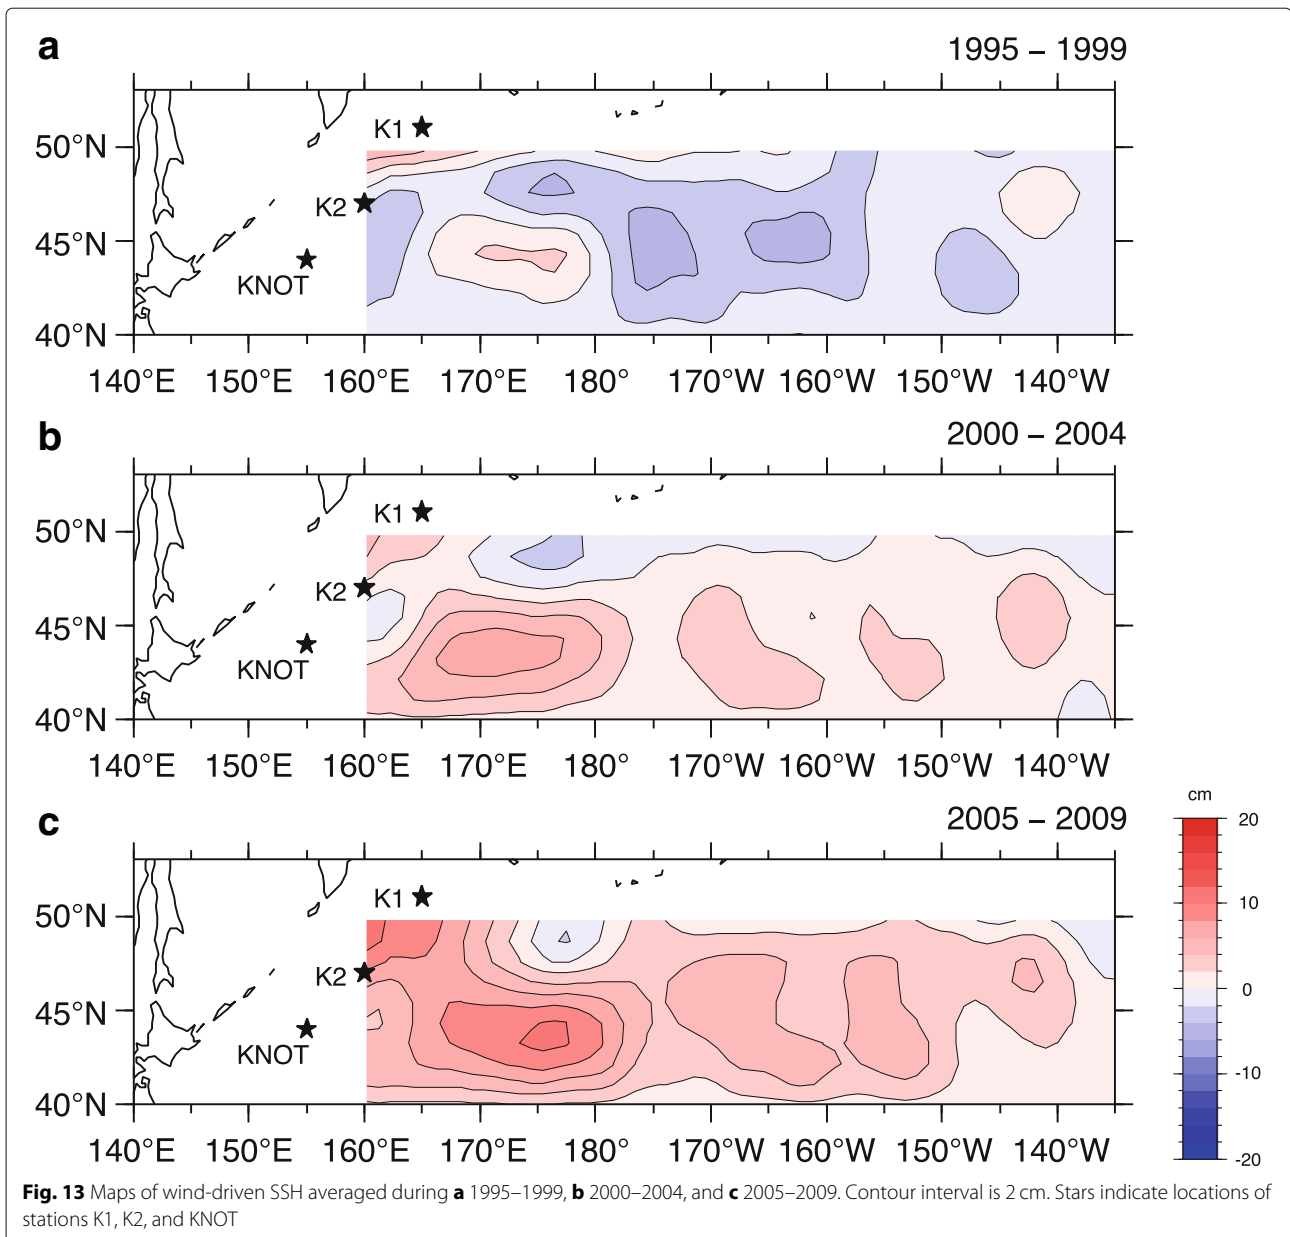 a
1995 – 1999
K1
50°N
K2
45°N
KNOT
40°N
140°E 150°E 160°E 170°E 180° 170°W 160°W 150°W 140°W
b
2000 – 2004
K1
50°N
K2
45°N
KNOT
40°N
140°E 150°E 160°E 170°E 180° 170°W 160°W 150°W 140°W
c
2005 – 2009
cm
20
K1
50°N
10
K2
0
45°N
KNOT
-10
40°N
140°E 150°E 160°E 170°E 180° 170°W 160°W 150°W 140°W
-20
Fig. 13 Maps of wind-driven SSH averaged during a 1995–1999, b 2000–2004, and c 2005–2009. Contour interval is 2 cm. Stars indicate locations of
stations K1, K2, and KNOT